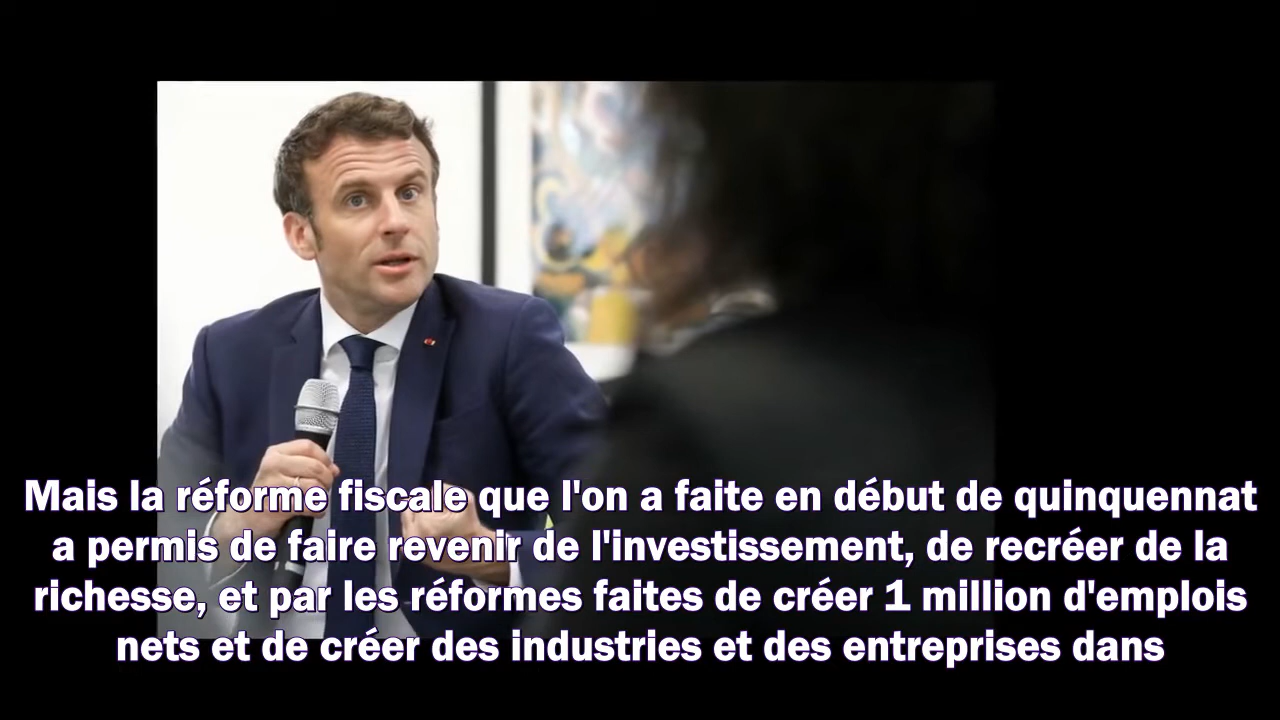 Mais la réforme fiscale que l'on a faite en début de quinquennat
a permis de faire revenir de l'investissement, de recréer de la
richesse, et par les réformes faites de créer 1 million d'emplois
nets et de créer des industries et des entreprises dans